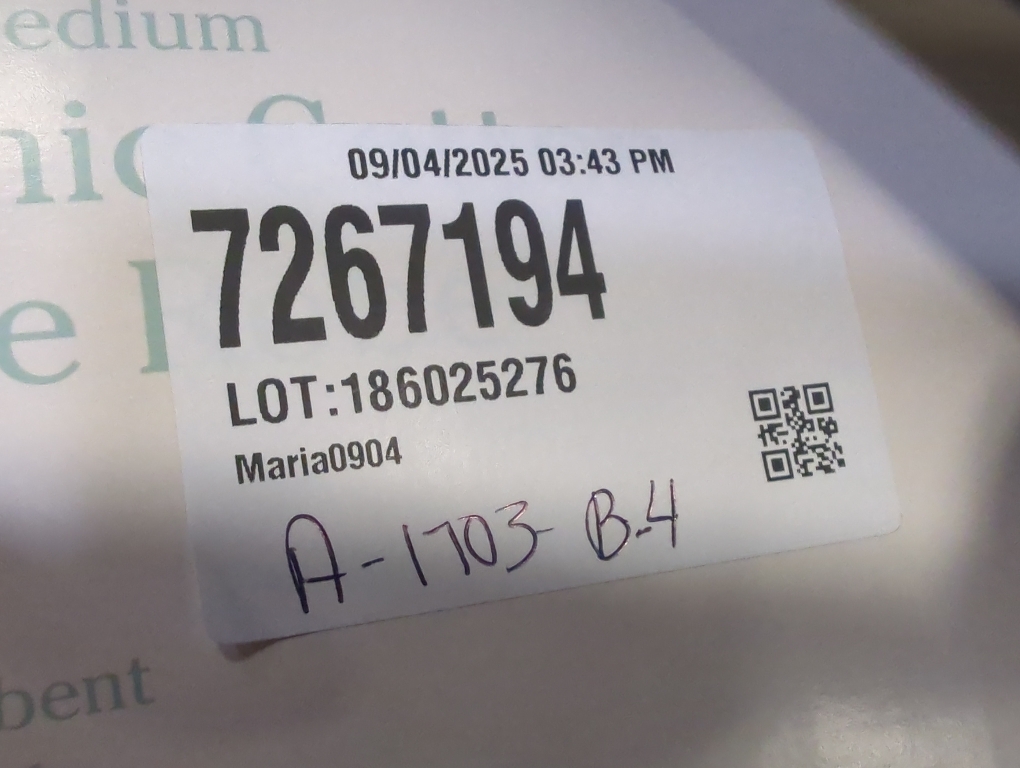 edium
09/04/2025 03:43 PM
7267194
LOT:186025276
Maria0904
A-1703-B-4
bent